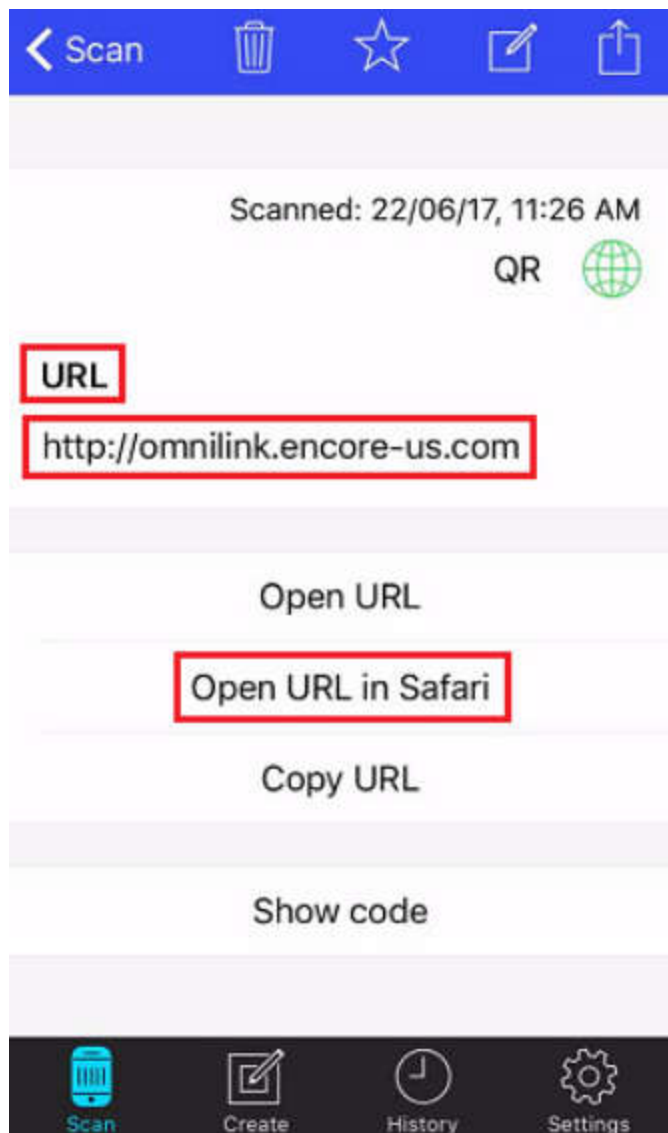 Scan
Scanned: 22/06/17, 11:26 AM
QR
URL
http://omnilink.encore-us.com
Open URL
Open URL in Safari
Copy URL
Show code
Scan Create History Settings